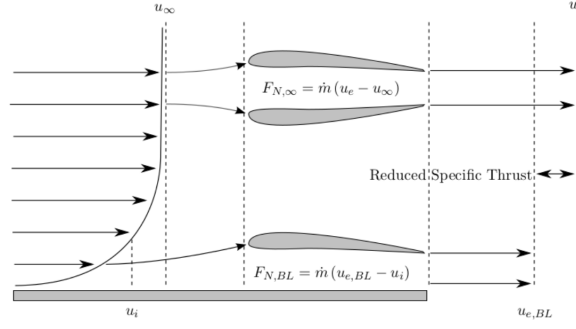 u∞
u
F_{N,∞} = ṁ (u_e − u_∞)
Reduced Specific Thrust
F_{N,BL} = ṁ (u_{e,BL} − u_i)
u_i
u_{e,BL}